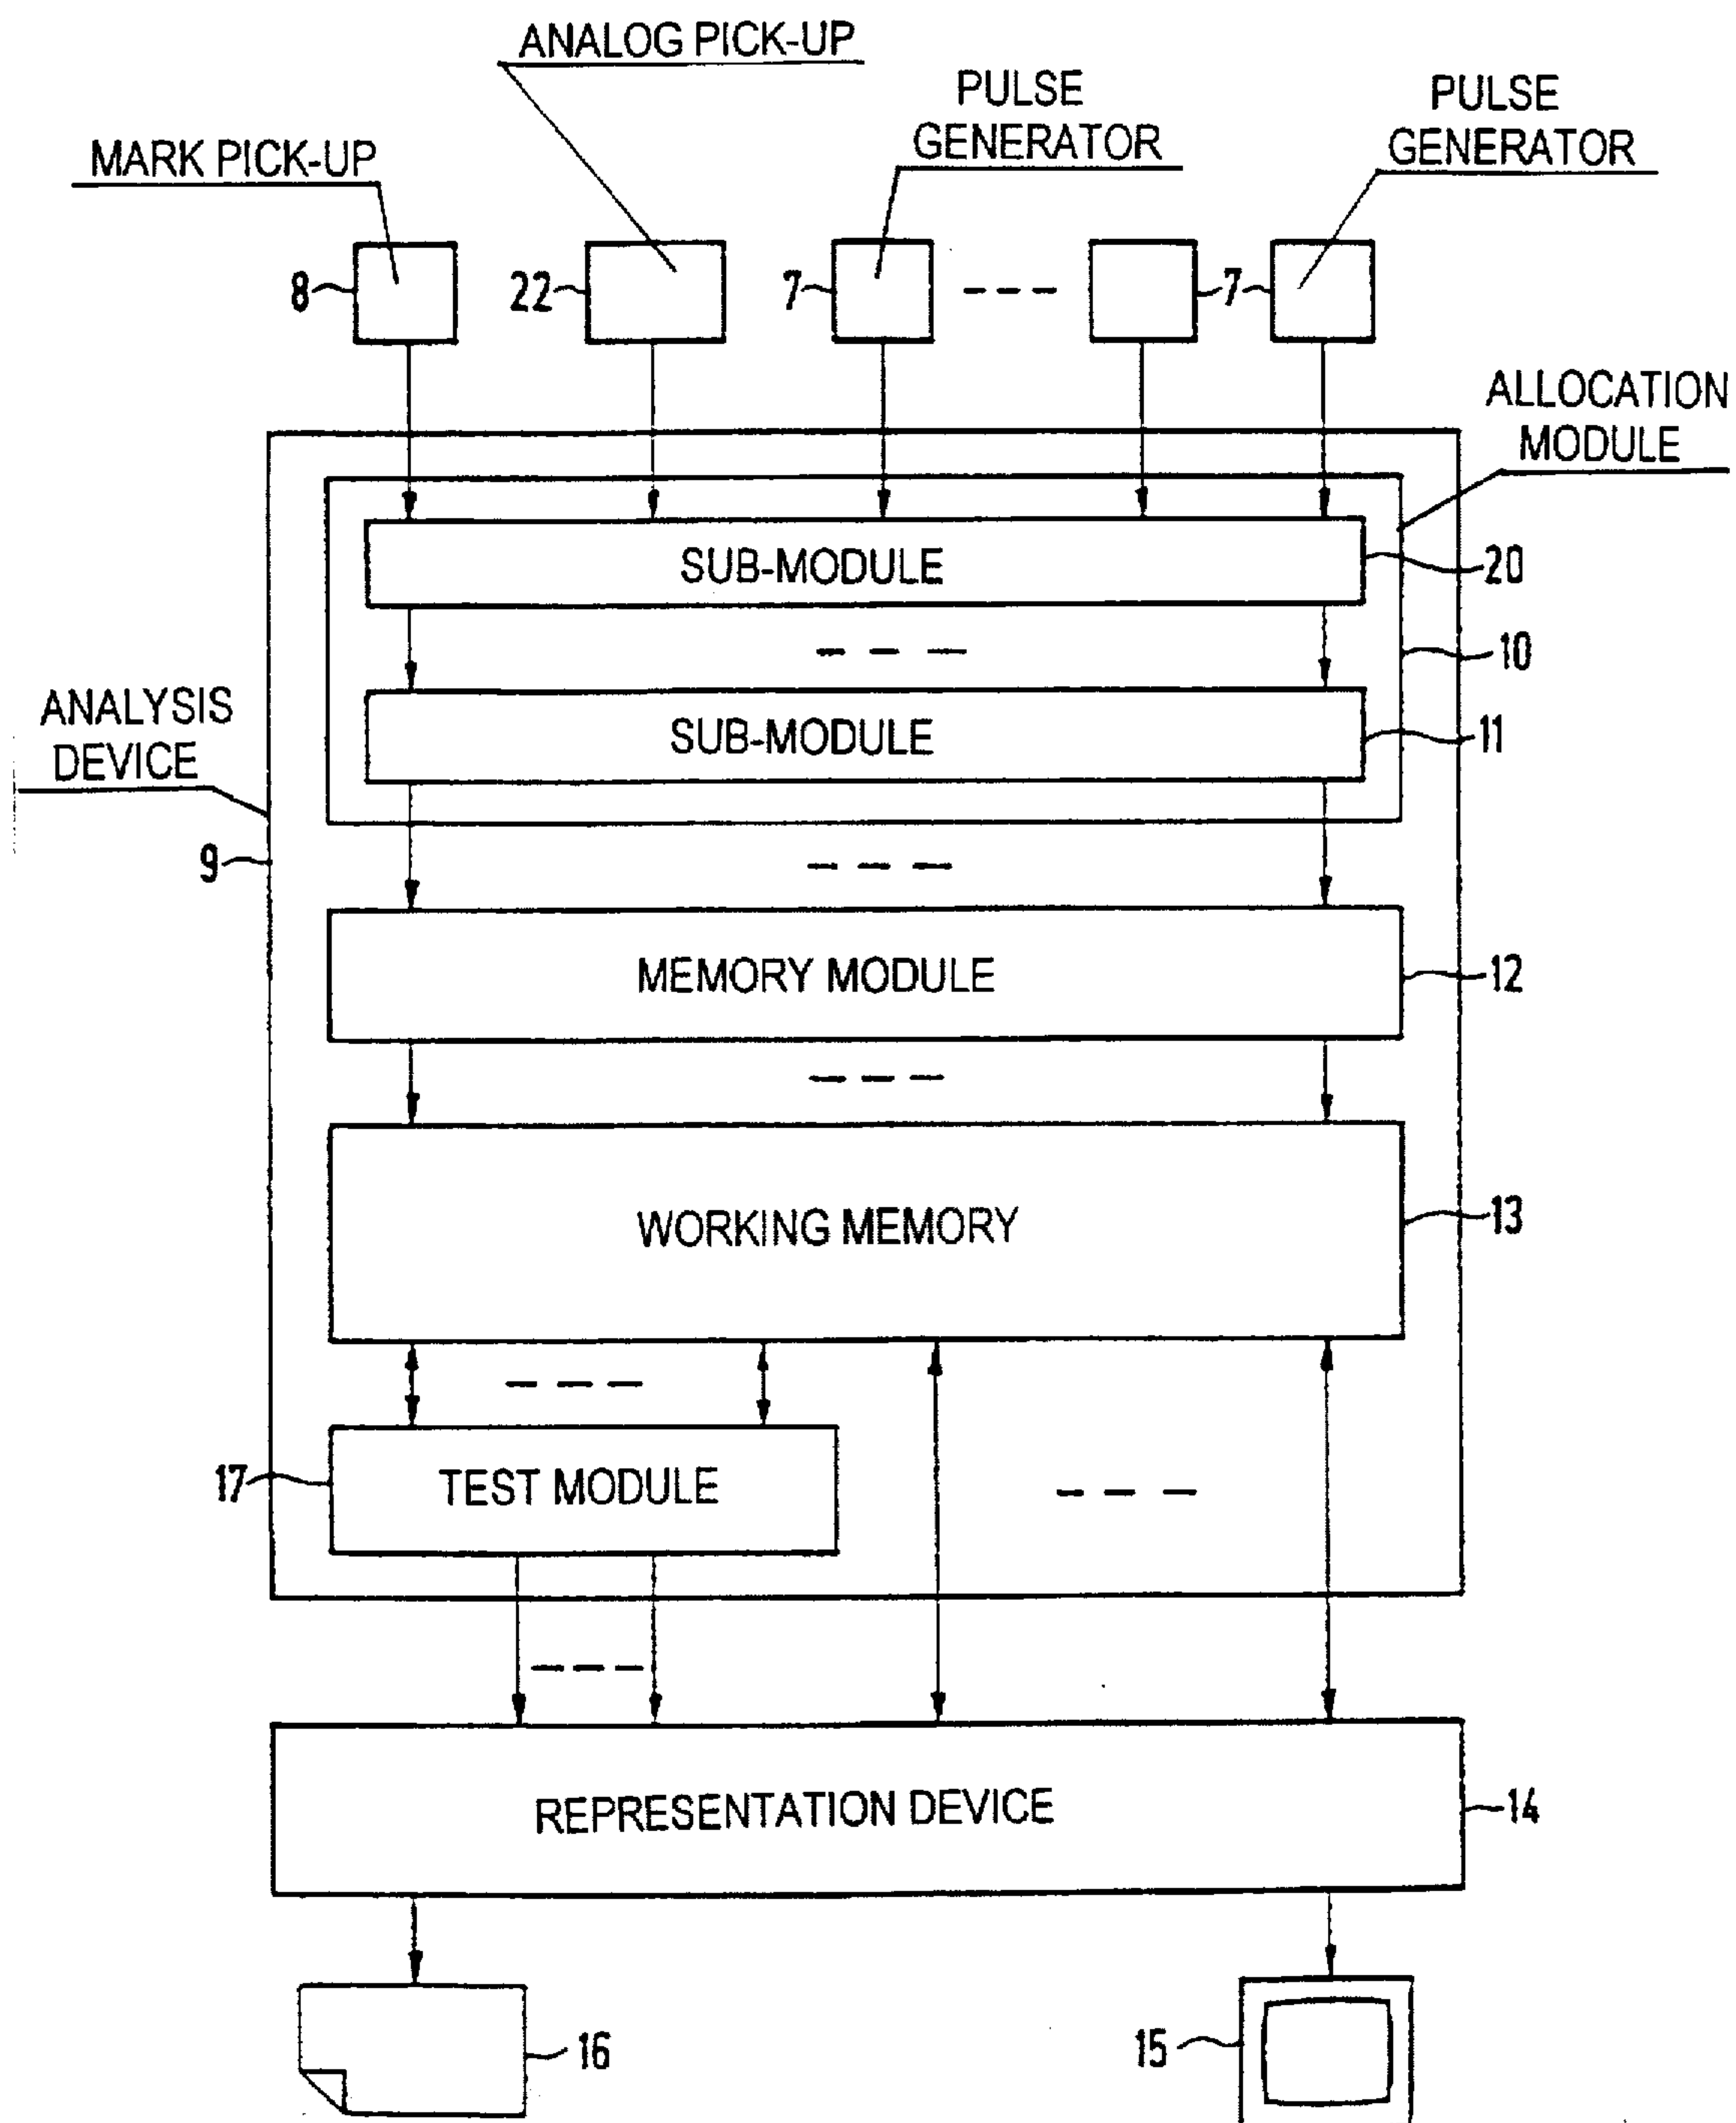 ANALOG PICK-UP
PULSE
GENERATOR
PULSE
GENERATOR
MARK PICK-UP
8
22
7
---
7
ALLOCATION
MODULE
SUB-MODULE
20
---
10
SUB-MODULE
11
ANALYSIS
DEVICE
9
---
MEMORY MODULE
12
---
WORKING MEMORY
13
---
17
TEST MODULE
---
---
REPRESENTATION DEVICE
14
16
15